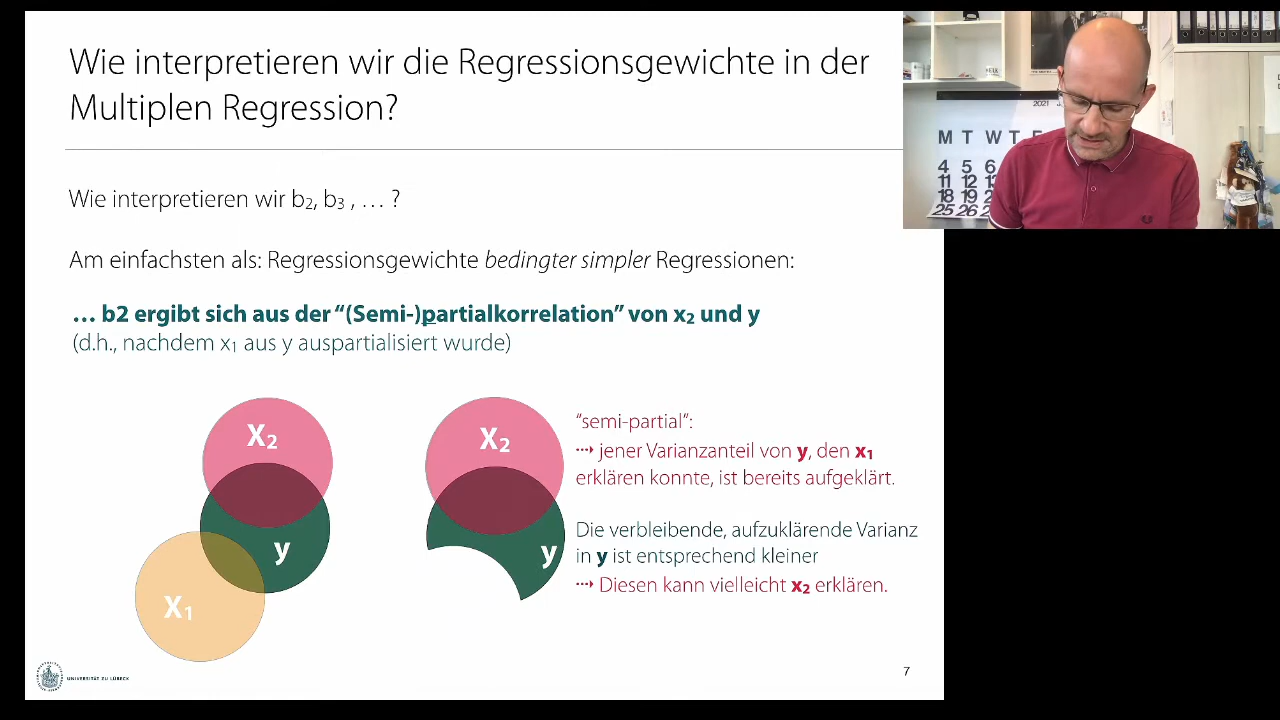 Wie interpretieren wir die Regressionsgewichte in der
Multiplen Regression?
Wie interpretieren wir b₂, b₃ , … ?
Am einfachsten als: Regressionsgewichte bedingter simpler Regressionen:
… b2 ergibt sich aus der “(Semi-)partialkorrelation” von x₂ und y
(d.h., nachdem x₁ aus y auspartialisiert wurde)
X₂
y
X₁
X₂
y
“semi-partial”:
⇢ jener Varianzanteil von y, den x₁
erklären konnte, ist bereits aufgeklärt.
Die verbleibende, aufzuklärende Varianz
in y ist entsprechend kleiner
⇢ Diesen kann vielleicht x₂ erklären.
UNIVERSITÄT ZU LÜBECK
7
2021
M T W T F
4 5 6
11 12
18 19
25 26